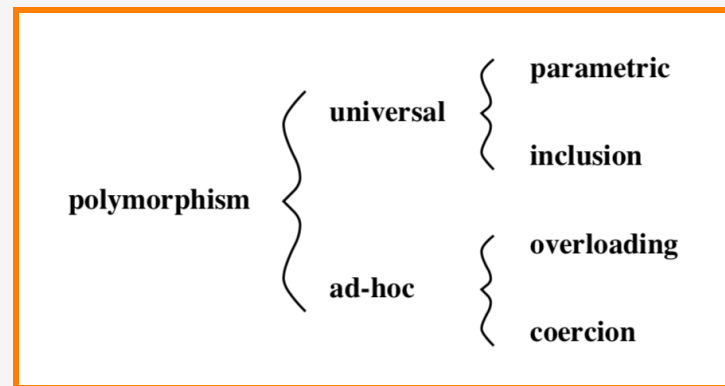 parametric
universal
inclusion
polymorphism
overloading
ad-hoc
coercion